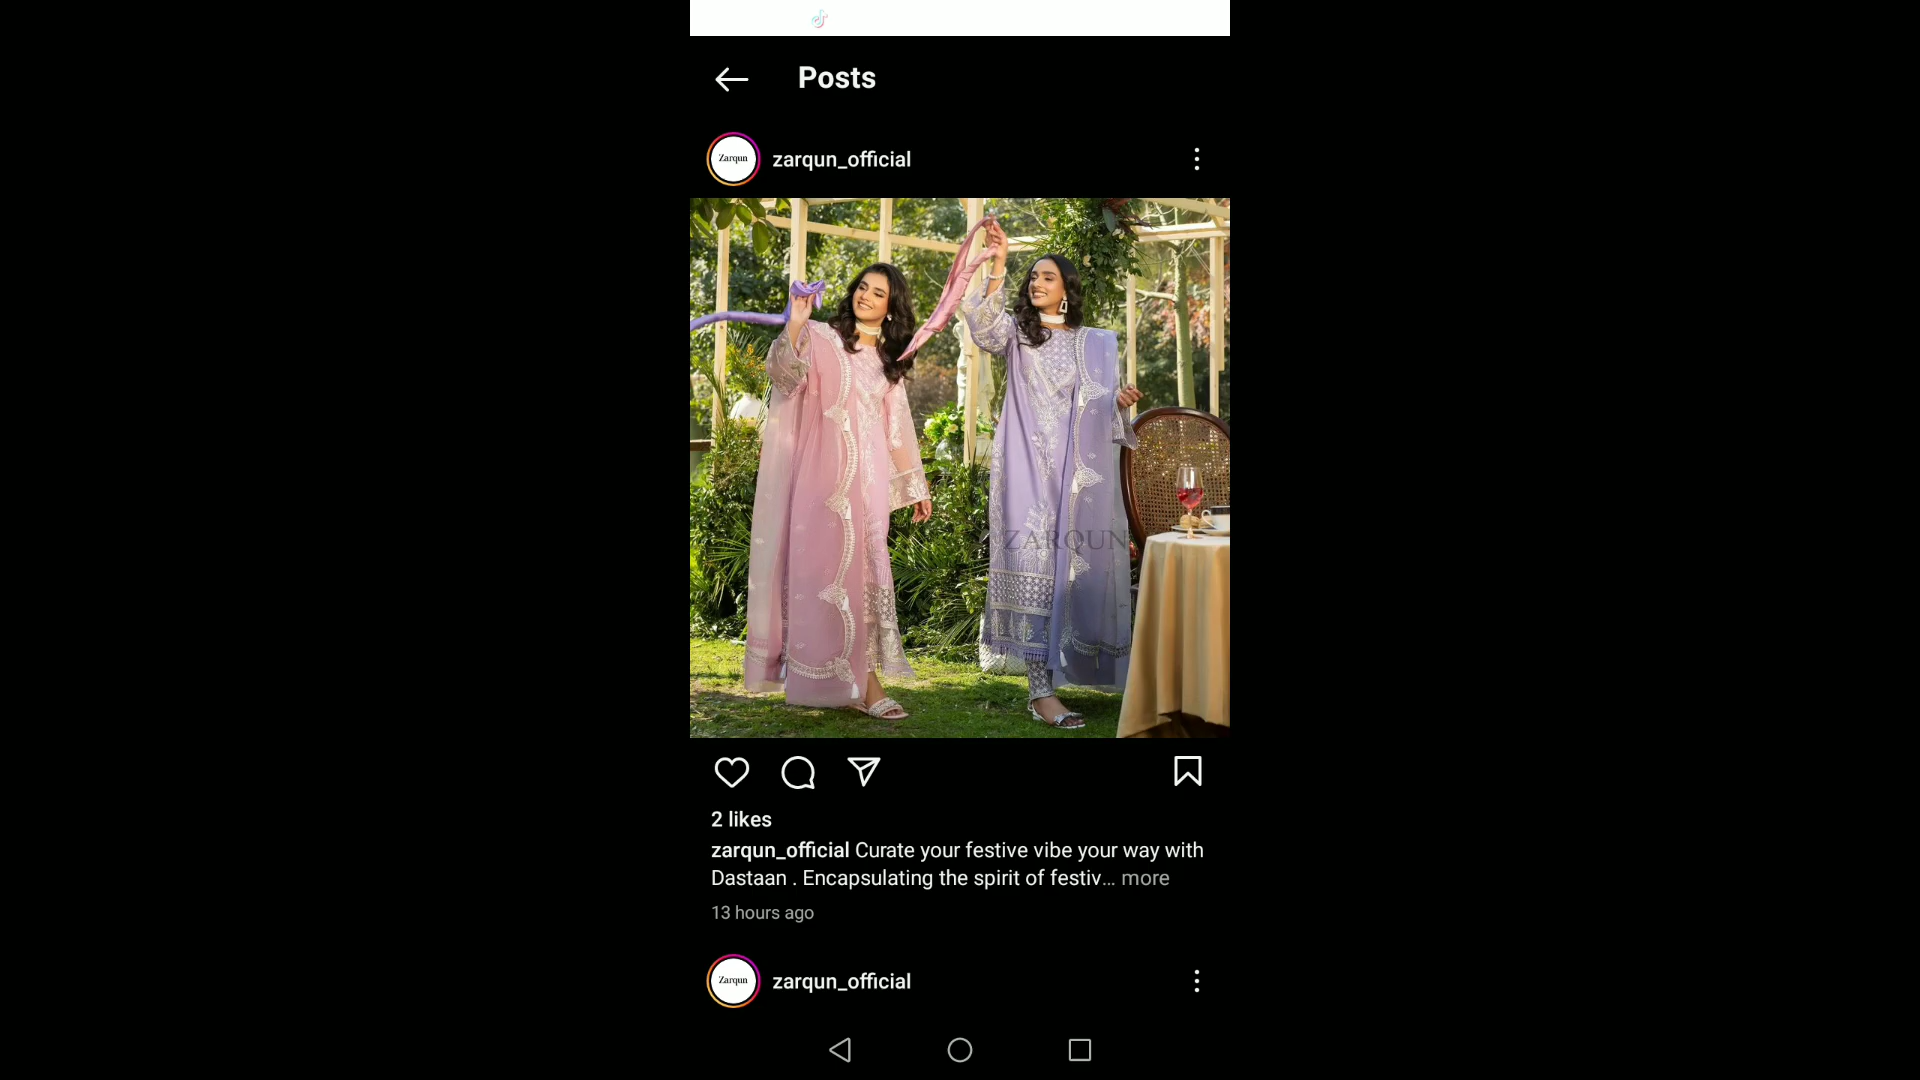 Posts
Zarqun
zarqun_official
ZARQUN
2 likes
zarqun_official Curate your festive vibe your way with
Dastaan . Encapsulating the spirit of festiv... more
13 hours ago
Zarqun
zarqun_official